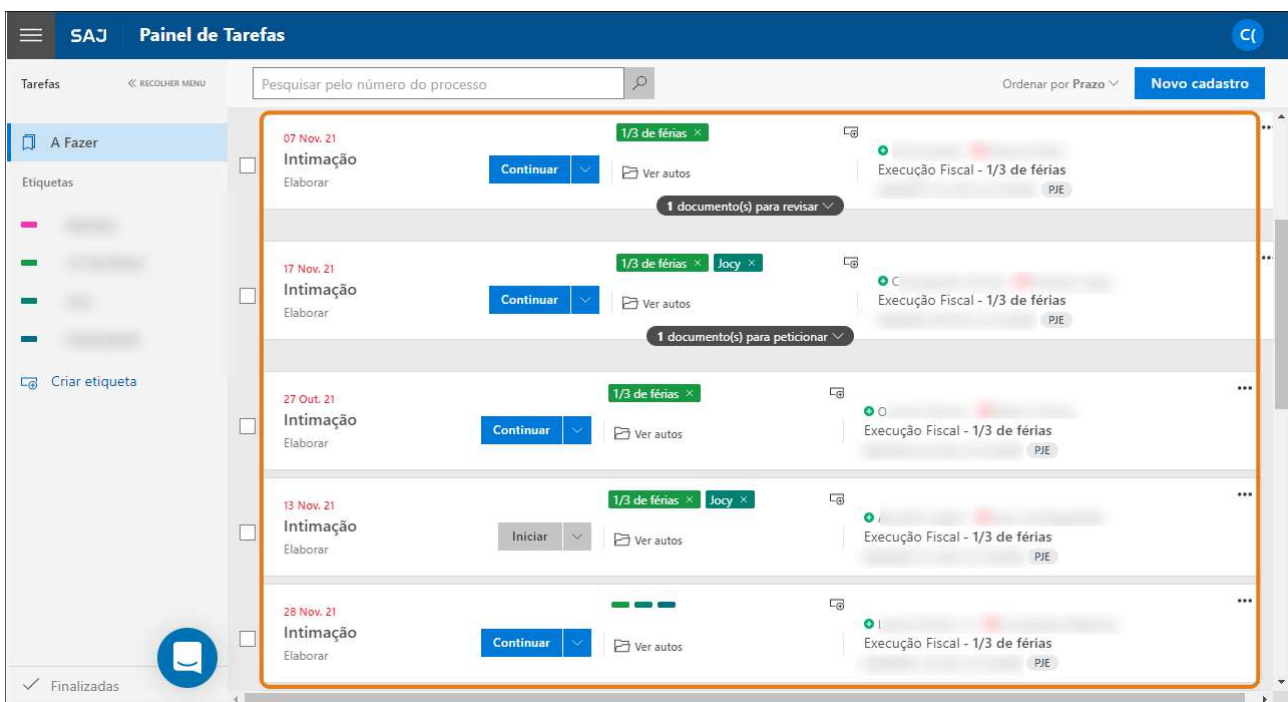 SAJ Painel de Tarefas C(
Tarefas RECOLHER MENU Pesquisar pelo número do processo Ordenar por Prazo Novo cadastro
A Fazer
Etiquetas
Criar etiqueta
Finalizadas
07 Nov. 21
Intimação
Elaborar
Continuar
1/3 de férias ×
Ver autos
Execução Fiscal - 1/3 de férias
PJE
1 documento(s) para revisar
17 Nov. 21
Intimação
Elaborar
Continuar
1/3 de férias × Jocy ×
Ver autos
C
Execução Fiscal - 1/3 de férias
PJE
1 documento(s) para peticionar
27 Out. 21
Intimação
Elaborar
Continuar
1/3 de férias ×
Ver autos
O
Execução Fiscal - 1/3 de férias
PJE
13 Nov. 21
Intimação
Elaborar
Iniciar
1/3 de férias × Jocy ×
Ver autos
Execução Fiscal - 1/3 de férias
PJE
28 Nov. 21
Intimação
Elaborar
Continuar
Ver autos
Execução Fiscal - 1/3 de férias
PJE